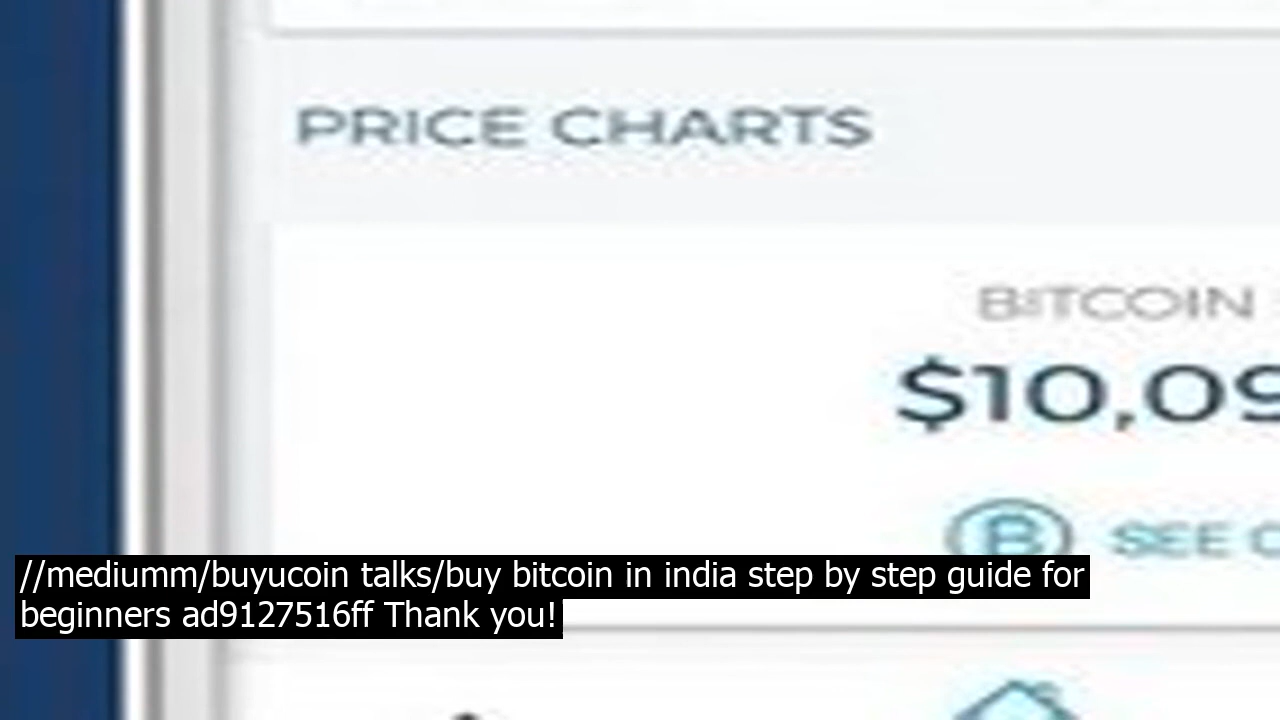 PRICE CHARTS
BITCOIN
$10,09
SEE
//mediumm/buyucoin talks/buy bitcoin in india step by step guide for
beginners ad9127516ff Thank you!